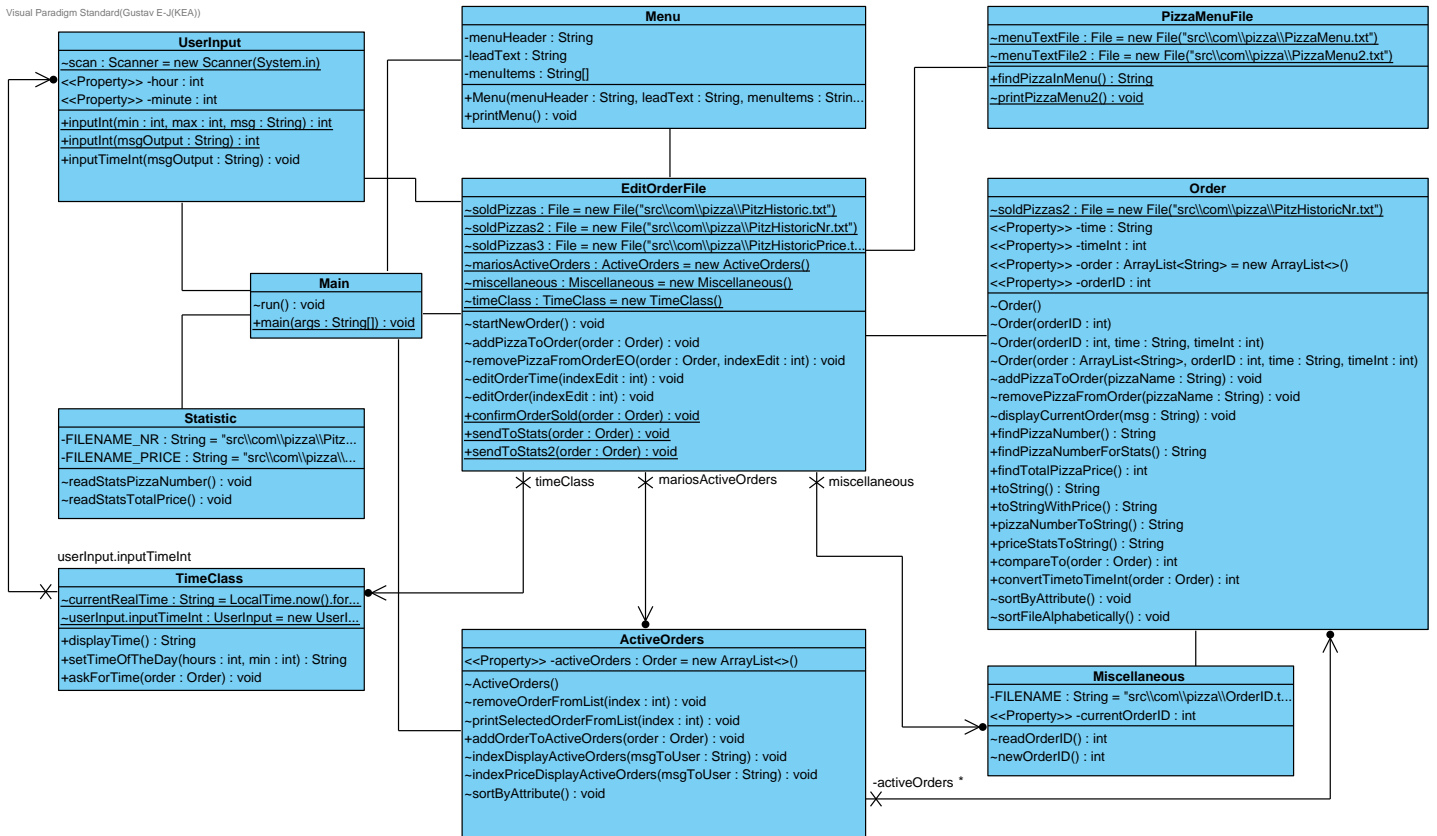 Visual Paradigm Standard(Gustav E-J(KEA))
UserInput
~scan : Scanner = new Scanner(System.in)
<<Property>> -hour : int
<<Property>> -minute : int
+inputInt(min : int, max : int, msg : String) : int
+inputInt(msgOutput : String) : int
+inputTimeInt(msgOutput : String) : void
Menu
-menuHeader : String
-leadText : String
-menuItems : String[]
+Menu(menuHeader : String, leadText : String, menuItems : Strin...
+printMenu() : void
PizzaMenuFile
~menuTextFile : File = new File("src\\com\\pizza\\PizzaMenu.txt")
~menuTextFile2 : File = new File("src\\com\\pizza\\PizzaMenu2.txt")
+findPizzaInMenu() : String
~printPizzaMenu2() : void
EditOrderFile
~soldPizzas : File = new File("src\\com\\pizza\\PitzHistoric.txt")
~soldPizzas2 : File = new File("src\\com\\pizza\\PitzHistoricNr.txt")
~soldPizzas3 : File = new File("src\\com\\pizza\\PitzHistoricPrice.t...
~mariosActiveOrders : ActiveOrders = new ActiveOrders()
~miscellaneous : Miscellaneous = new Miscellaneous()
~timeClass : TimeClass = new TimeClass()
~startNewOrder() : void
~addPizzaToOrder(order : Order) : void
~removePizzaFromOrderEO(order : Order, indexEdit : int) : void
~editOrderTime(indexEdit : int) : void
~editOrder(indexEdit : int) : void
+confirmOrderSold(order : Order) : void
+sendToStats(order : Order) : void
+sendToStats2(order : Order) : void
Order
~soldPizzas2 : File = new File("src\\com\\pizza\\PitzHistoricNr.txt")
<<Property>> -time : String
<<Property>> -timeInt : int
<<Property>> -order : ArrayList<String> = new ArrayList<>()
<<Property>> -orderID : int
~Order()
~Order(orderID : int)
~Order(orderID : int, time : String, timeInt : int)
~Order(order : ArrayList<String>, orderID : int, time : String, timeInt : int)
~addPizzaToOrder(pizzaName : String) : void
~removePizzaFromOrder(pizzaName : String) : void
~displayCurrentOrder(msg : String) : void
+findPizzaNumber() : String
+findPizzaNumberForStats() : String
+findTotalPizzaPrice() : int
+toString() : String
+toStringWithPrice() : String
+pizzaNumberToString() : String
+priceStatsToString() : String
+compareTo(order : Order) : int
+convertTimetoTimeInt(order : Order) : int
~sortByAttribute() : void
~sortFileAlphabetically() : void
Main
~run() : void
+main(args : String[]) : void
Statistic
-FILENAME_NR : String = "src\\com\\pizza\\Pitz...
-FILENAME_PRICE : String = "src\\com\\pizza\\...
~readStatsPizzaNumber() : void
~readStatsTotalPrice() : void
timeClass
mariosActiveOrders
miscellaneous
userInput.inputTimeInt
TimeClass
~currentRealTime : String = LocalTime.now().for...
~userInput.inputTimeInt : UserInput = new UserI...
+displayTime() : String
+setTimeOfTheDay(hours : int, min : int) : String
+askForTime(order : Order) : void
ActiveOrders
<<Property>> -activeOrders : Order = new ArrayList<>()
~ActiveOrders()
~removeOrderFromList(index : int) : void
~printSelectedOrderFromList(index : int) : void
+addOrderToActiveOrders(order : Order) : void
~indexDisplayActiveOrders(msgToUser : String) : void
~indexPriceDisplayActiveOrders(msgToUser : String) : void
~sortByAttribute() : void
Miscellaneous
-FILENAME : String = "src\\com\\pizza\\OrderID.t...
<<Property>> -currentOrderID : int
~readOrderID() : int
~newOrderID() : int
-activeOrders *